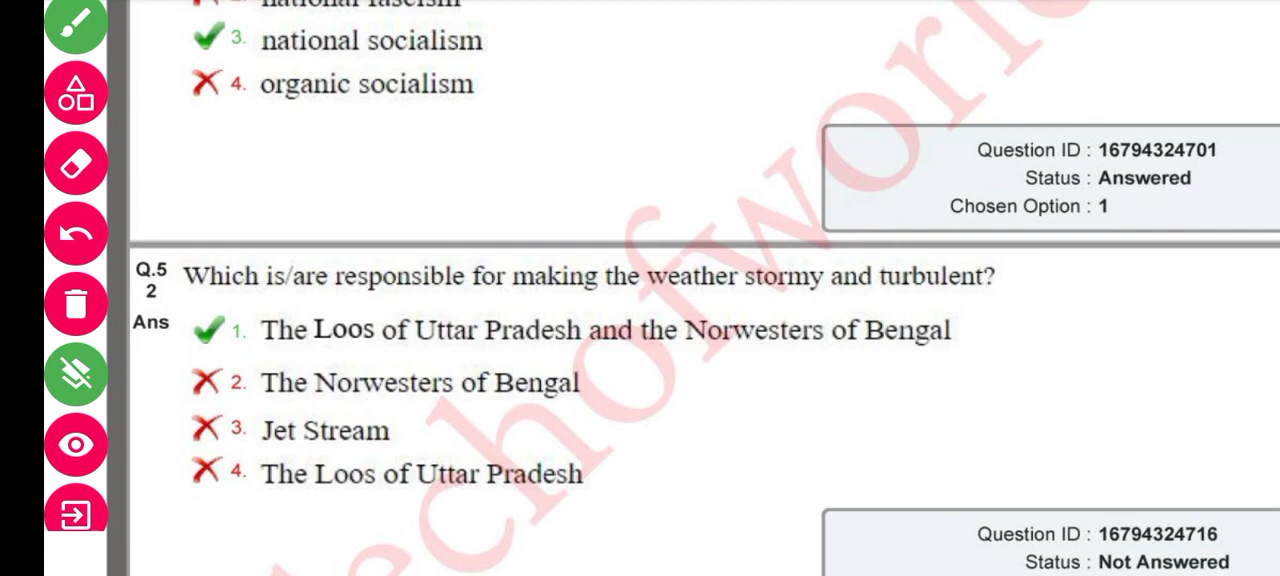 national fascism
3. national socialism
4. organic socialism
Question ID : 16794324701
Status : Answered
Chosen Option : 1
Q.52 Which is/are responsible for making the weather stormy and turbulent?
Ans 1. The Loos of Uttar Pradesh and the Norwesters of Bengal
2. The Norwesters of Bengal
3. Jet Stream
4. The Loos of Uttar Pradesh
Question ID : 16794324716
Status : Not Answered